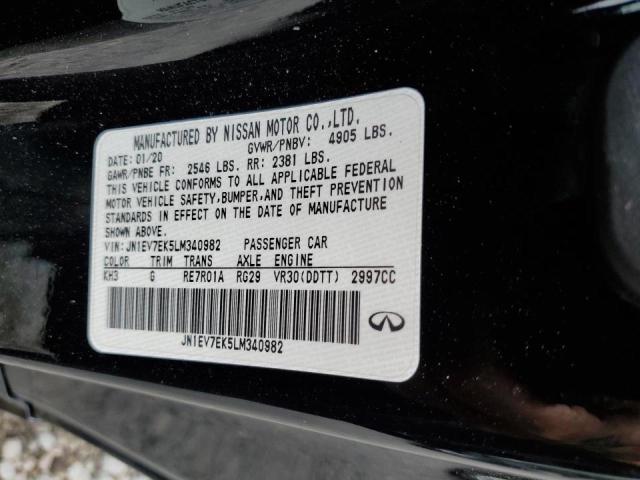 MANUFACTURED BY NISSAN MOTOR CO.,LTD.
DATE: 01/20 GVWR/PNBV: 4905 LBS.
GAWR/PNBE FR: 2546 LBS. RR: 2381 LBS.
THIS VEHICLE CONFORMS TO ALL APPLICABLE FEDERAL
MOTOR VEHICLE SAFETY,BUMPER,AND THEFT PREVENTION
STANDARDS IN EFFECT ON THE DATE OF MANUFACTURE
SHOWN ABOVE.
VIN: JN1EV7EK5LM340982 PASSENGER CAR
COLOR TRIM TRANS AXLE ENGINE
KH3 G RE7R01A RG29 VR30(DDTT) 2997CC
JN1EV7EK5LM340982